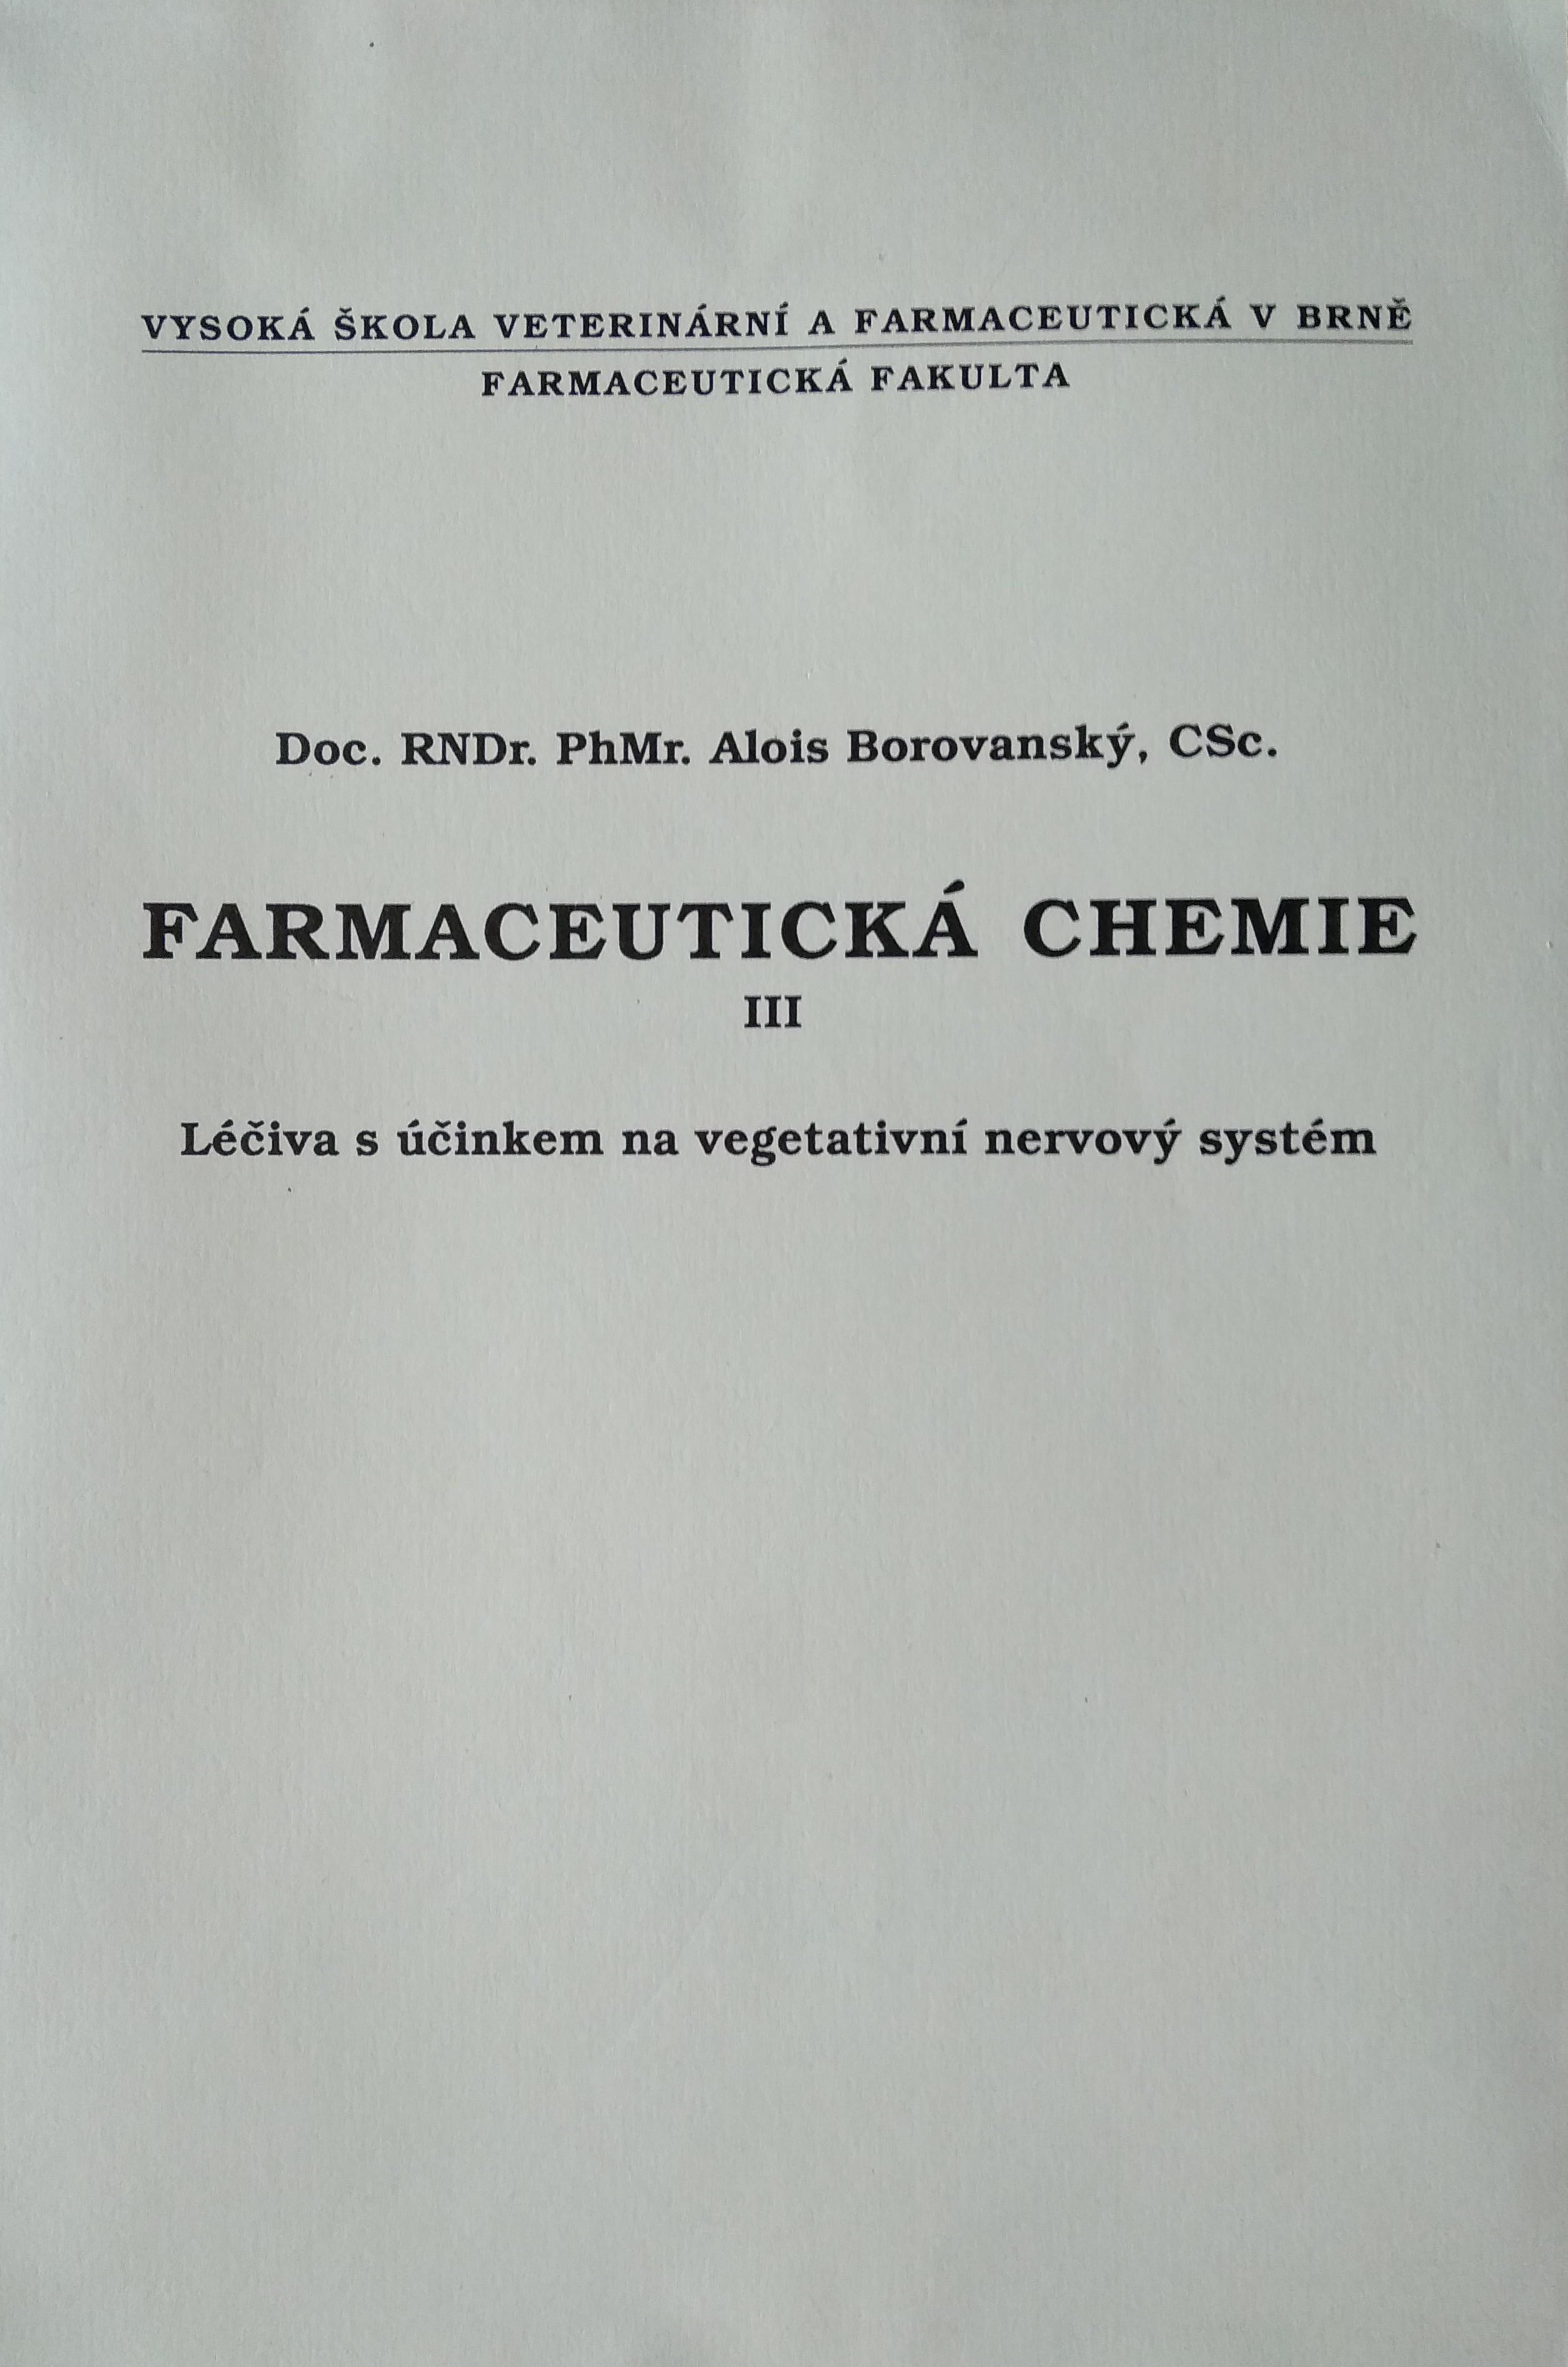 VYSOKÁ ŠKOLA VETERINÁRNÍ A FARMACEUTICKÁ V BRNĚ
FARMACEUTICKÁ FAKULTA
Doc. RNDr. PhMr. Alois Borovanský, CSc.
FARMACEUTICKÁ CHEMIE
III
Léčiva s účinkem na vegetativní nervový systém